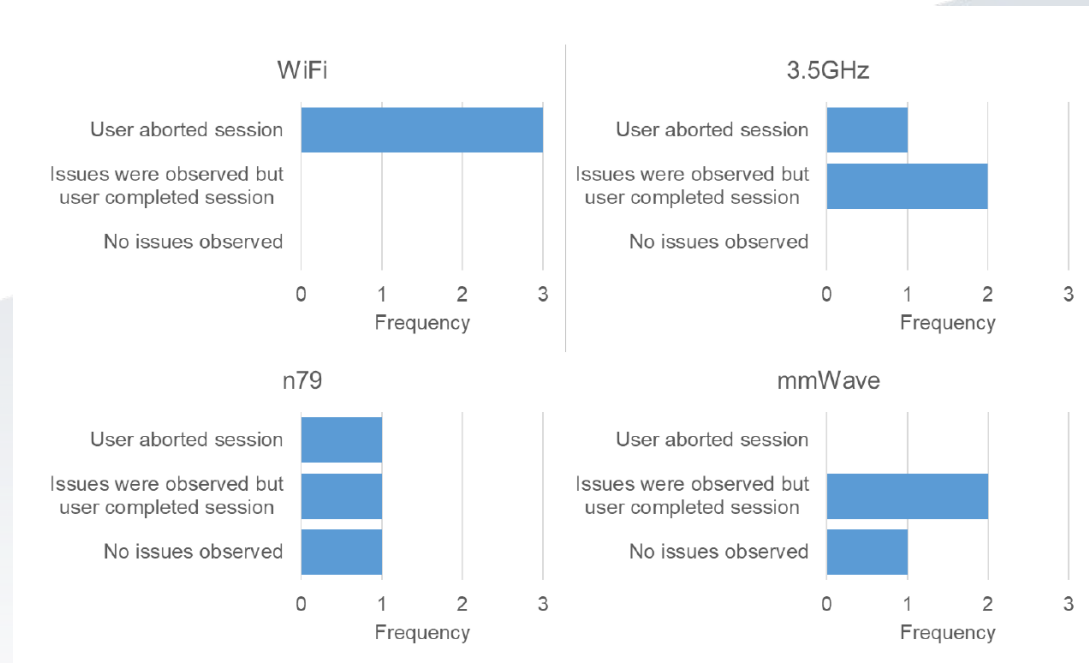 WiFi
User aborted session
Issues were observed but
user completed session
No issues observed
0 1 2 3
Frequency
3.5GHz
User aborted session
Issues were observed but
user completed session
No issues observed
0 1 2 3
Frequency
n79
User aborted session
Issues were observed but
user completed session
No issues observed
0 1 2 3
Frequency
mmWave
User aborted session
Issues were observed but
user completed session
No issues observed
0 1 2 3
Frequency